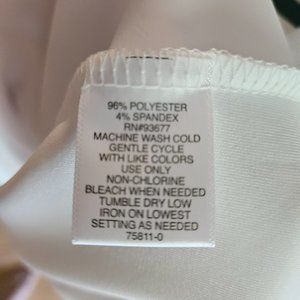 96% POLYESTER
4% SPANDEX
RN#93677
MACHINE WASH COLD
GENTLE CYCLE
WITH LIKE COLORS
USE ONLY
NON-CHLORINE
BLEACH WHEN NEEDED
TUMBLE DRY LOW
IRON ON LOWEST
SETTING AS NEEDED
75811-0